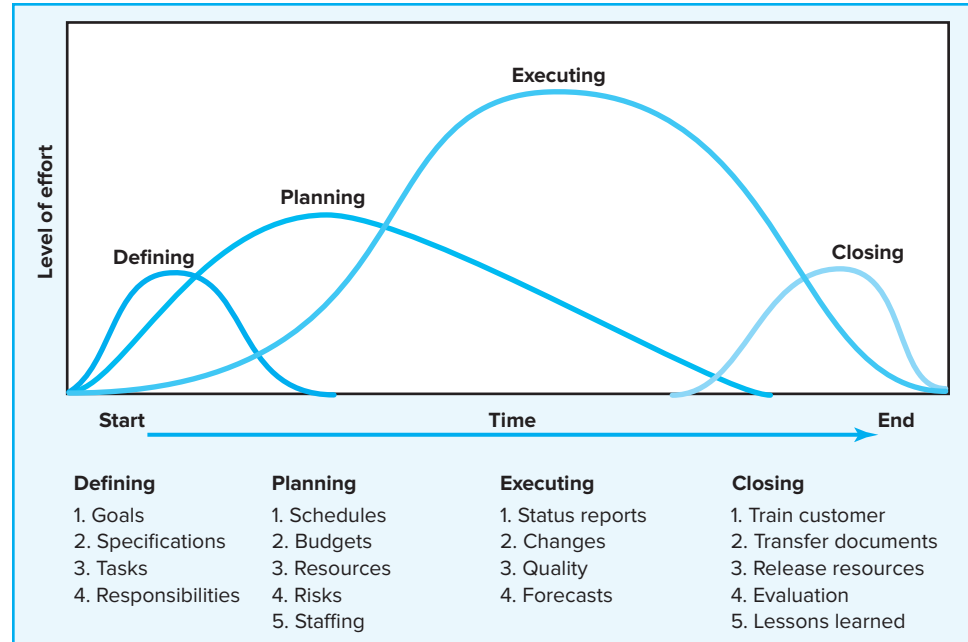 Executing
Planning
Defining
Closing
Level of effort
Start
Time
End
Defining
1. Goals
2. Specifications
3. Tasks
4. Responsibilities
Planning
1. Schedules
2. Budgets
3. Resources
4. Risks
5. Staffing
Executing
1. Status reports
2. Changes
3. Quality
4. Forecasts
Closing
1. Train customer
2. Transfer documents
3. Release resources
4. Evaluation
5. Lessons learned